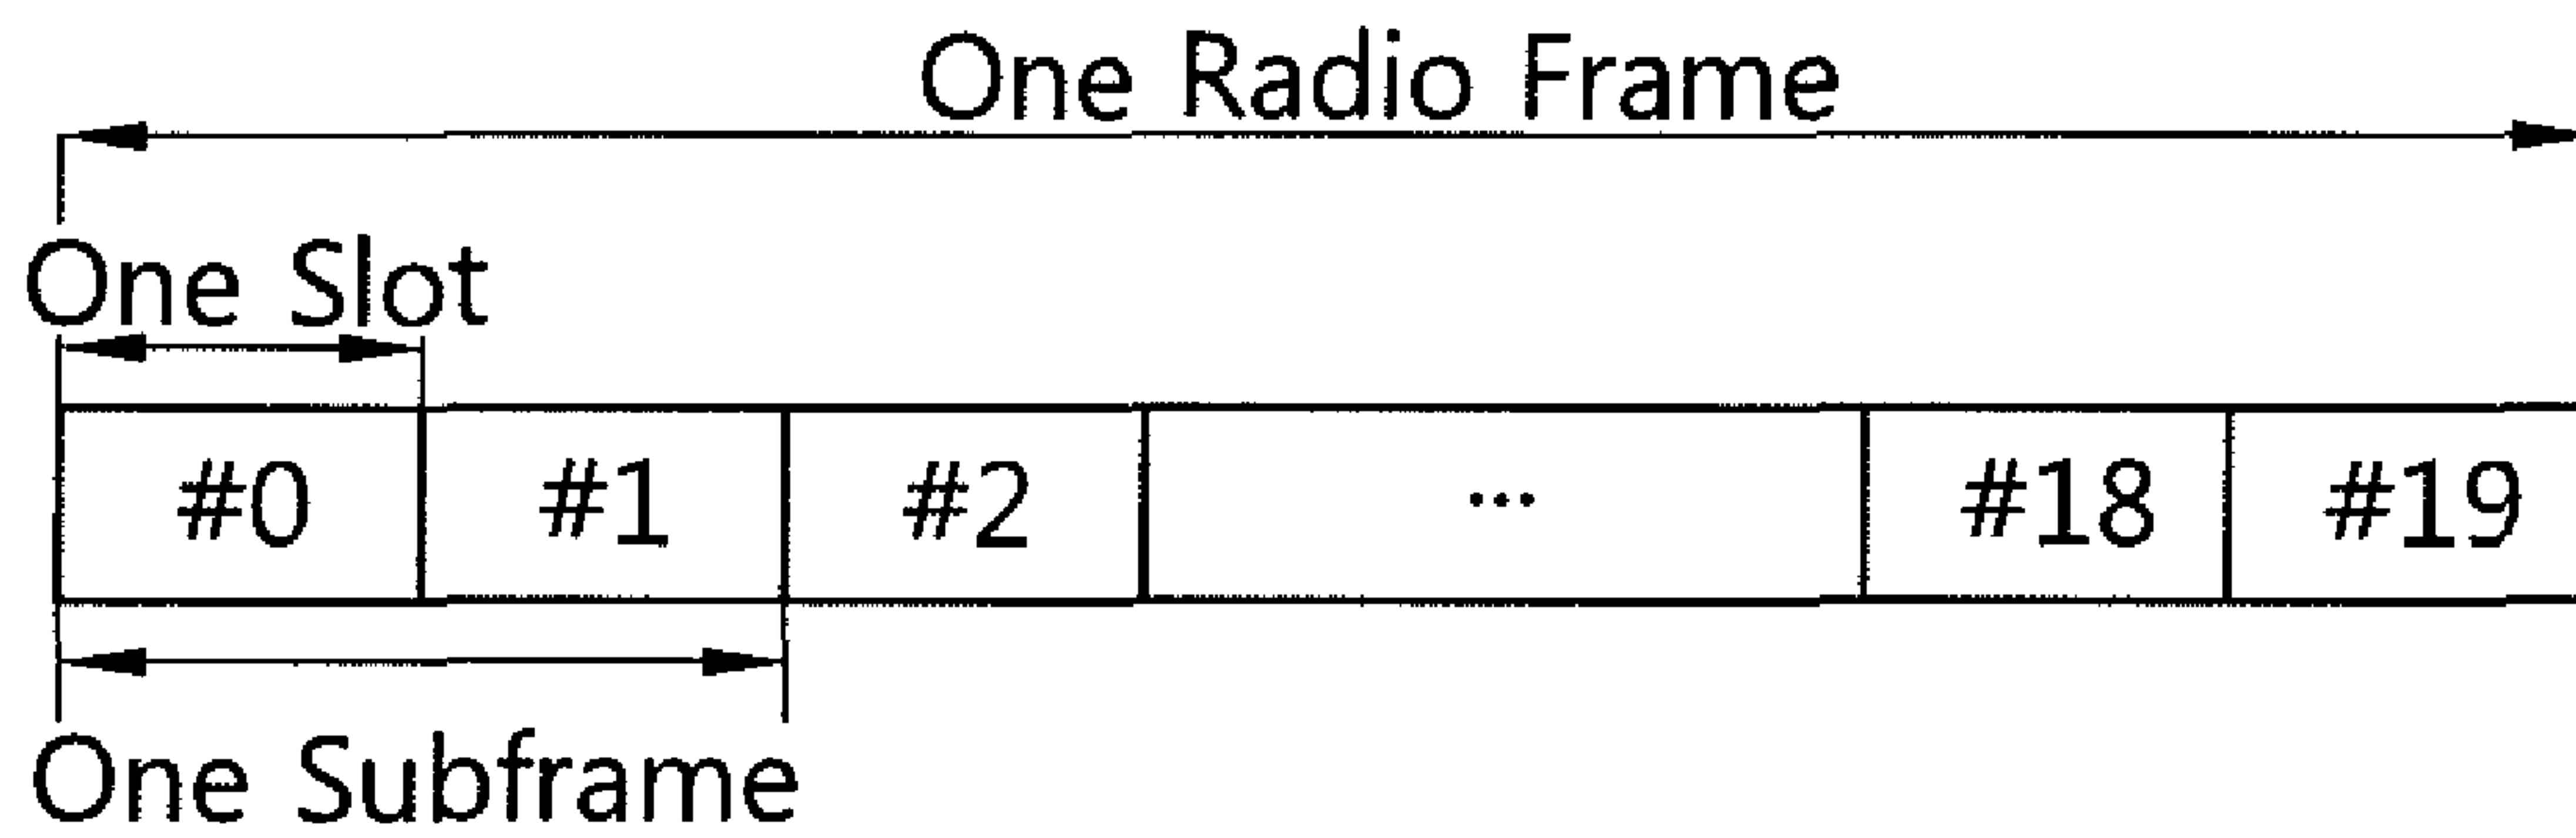 One Radio Frame
One Slot
#0 #1 #2 ... #18 #19
One Subframe